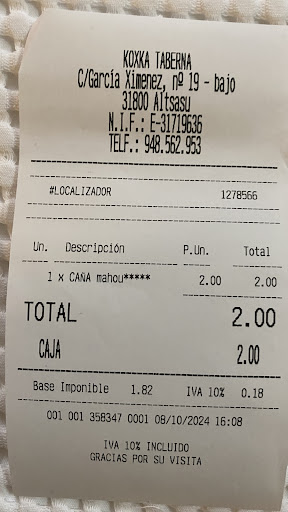 KOXKA TABERNA
C/García Ximenez, nº 19 - bajo
31800 Altsasu
N.I.F.: E-31719636
TELF.: 948.562.953
#LOCALIZADOR 1278566
Un. Descripción P.Un. Total
1 x CAÑA mahou***** 2.00 2.00
TOTAL 2.00
CAJA 2.00
Base Imponible 1.82 IVA 10% 0.18
001 001 358347 0001 08/10/2024 16:08
IVA 10% INCLUIDO
GRACIAS POR SU VISITA